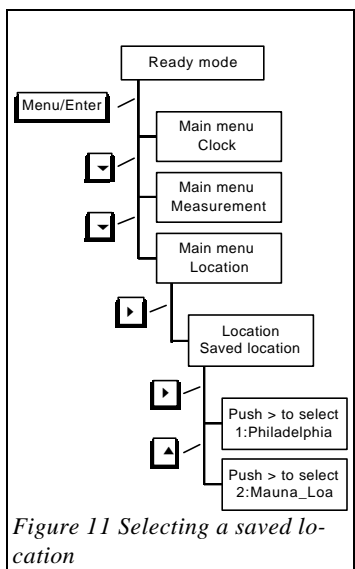 Ready mode
Menu/Enter
Main menu
Clock
Main menu
Measurement
Main menu
Location
Location
Saved location
Push > to select
1:Philadelphia
Push > to select
2:Mauna_Loa
Figure 11 Selecting a saved lo-
cation